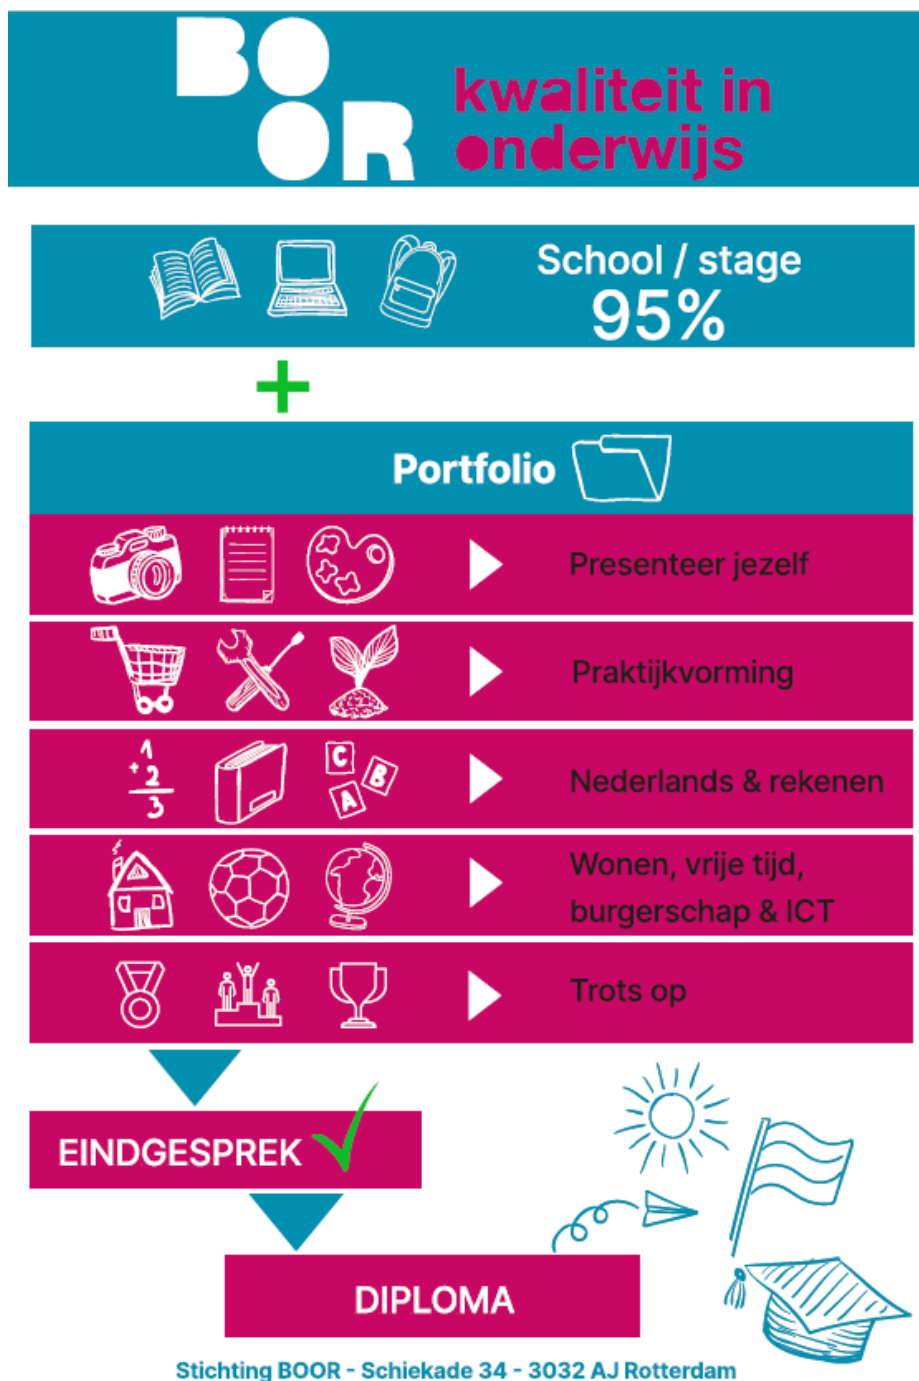 BO
OR
kwaliteit in
onderwijs
School / stage
95%
+
Portfolio
Presenteer jezelf
Praktijkvorming
1
+2
3
C
B
A
Nederlands & rekenen
Wonen, vrije tijd,
burgerschap & ICT
Trots op
EINDGESPREK
DIPLOMA
Stichting BOOR - Schiekade 34 - 3032 AJ Rotterdam